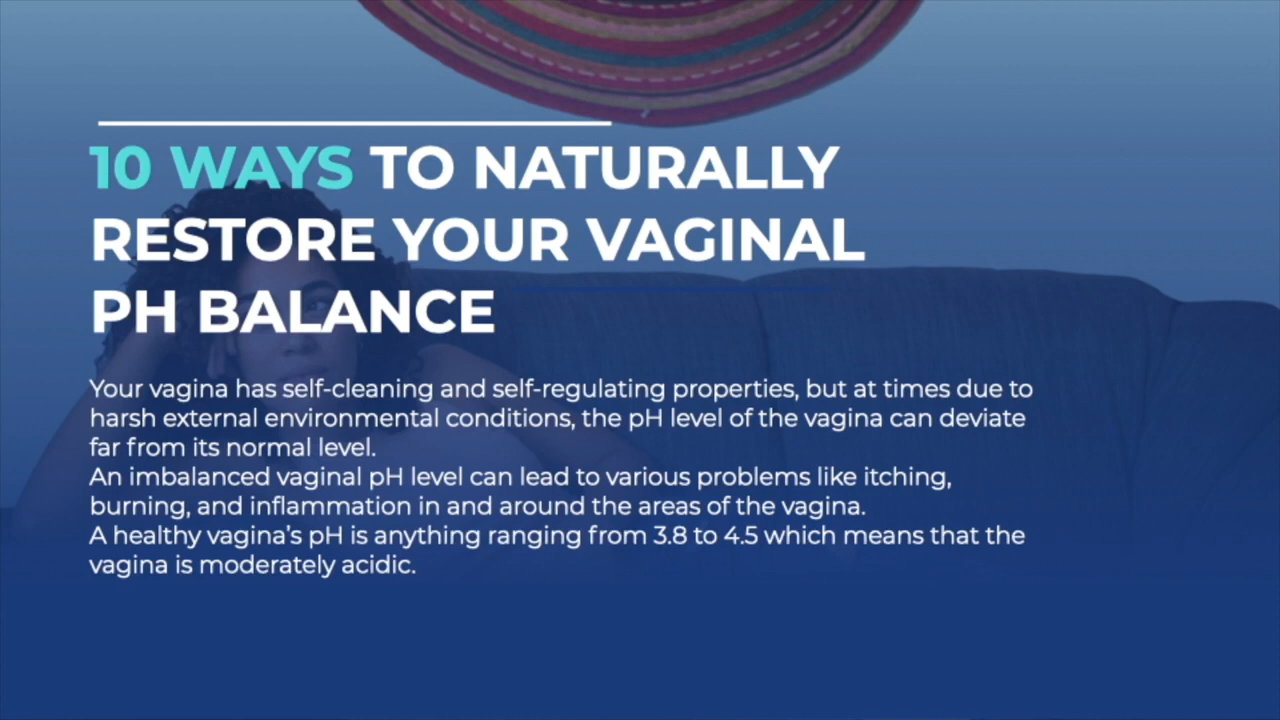 10 WAYS TO NATURALLY
RESTORE YOUR VAGINAL
PH BALANCE
Your vagina has self-cleaning and self-regulating properties, but at times due to
harsh external environmental conditions, the pH level of the vagina can deviate
far from its normal level.
An imbalanced vaginal pH level can lead to various problems like itching,
burning, and inflammation in and around the areas of the vagina.
A healthy vagina’s pH is anything ranging from 3.8 to 4.5 which means that the
vagina is moderately acidic.